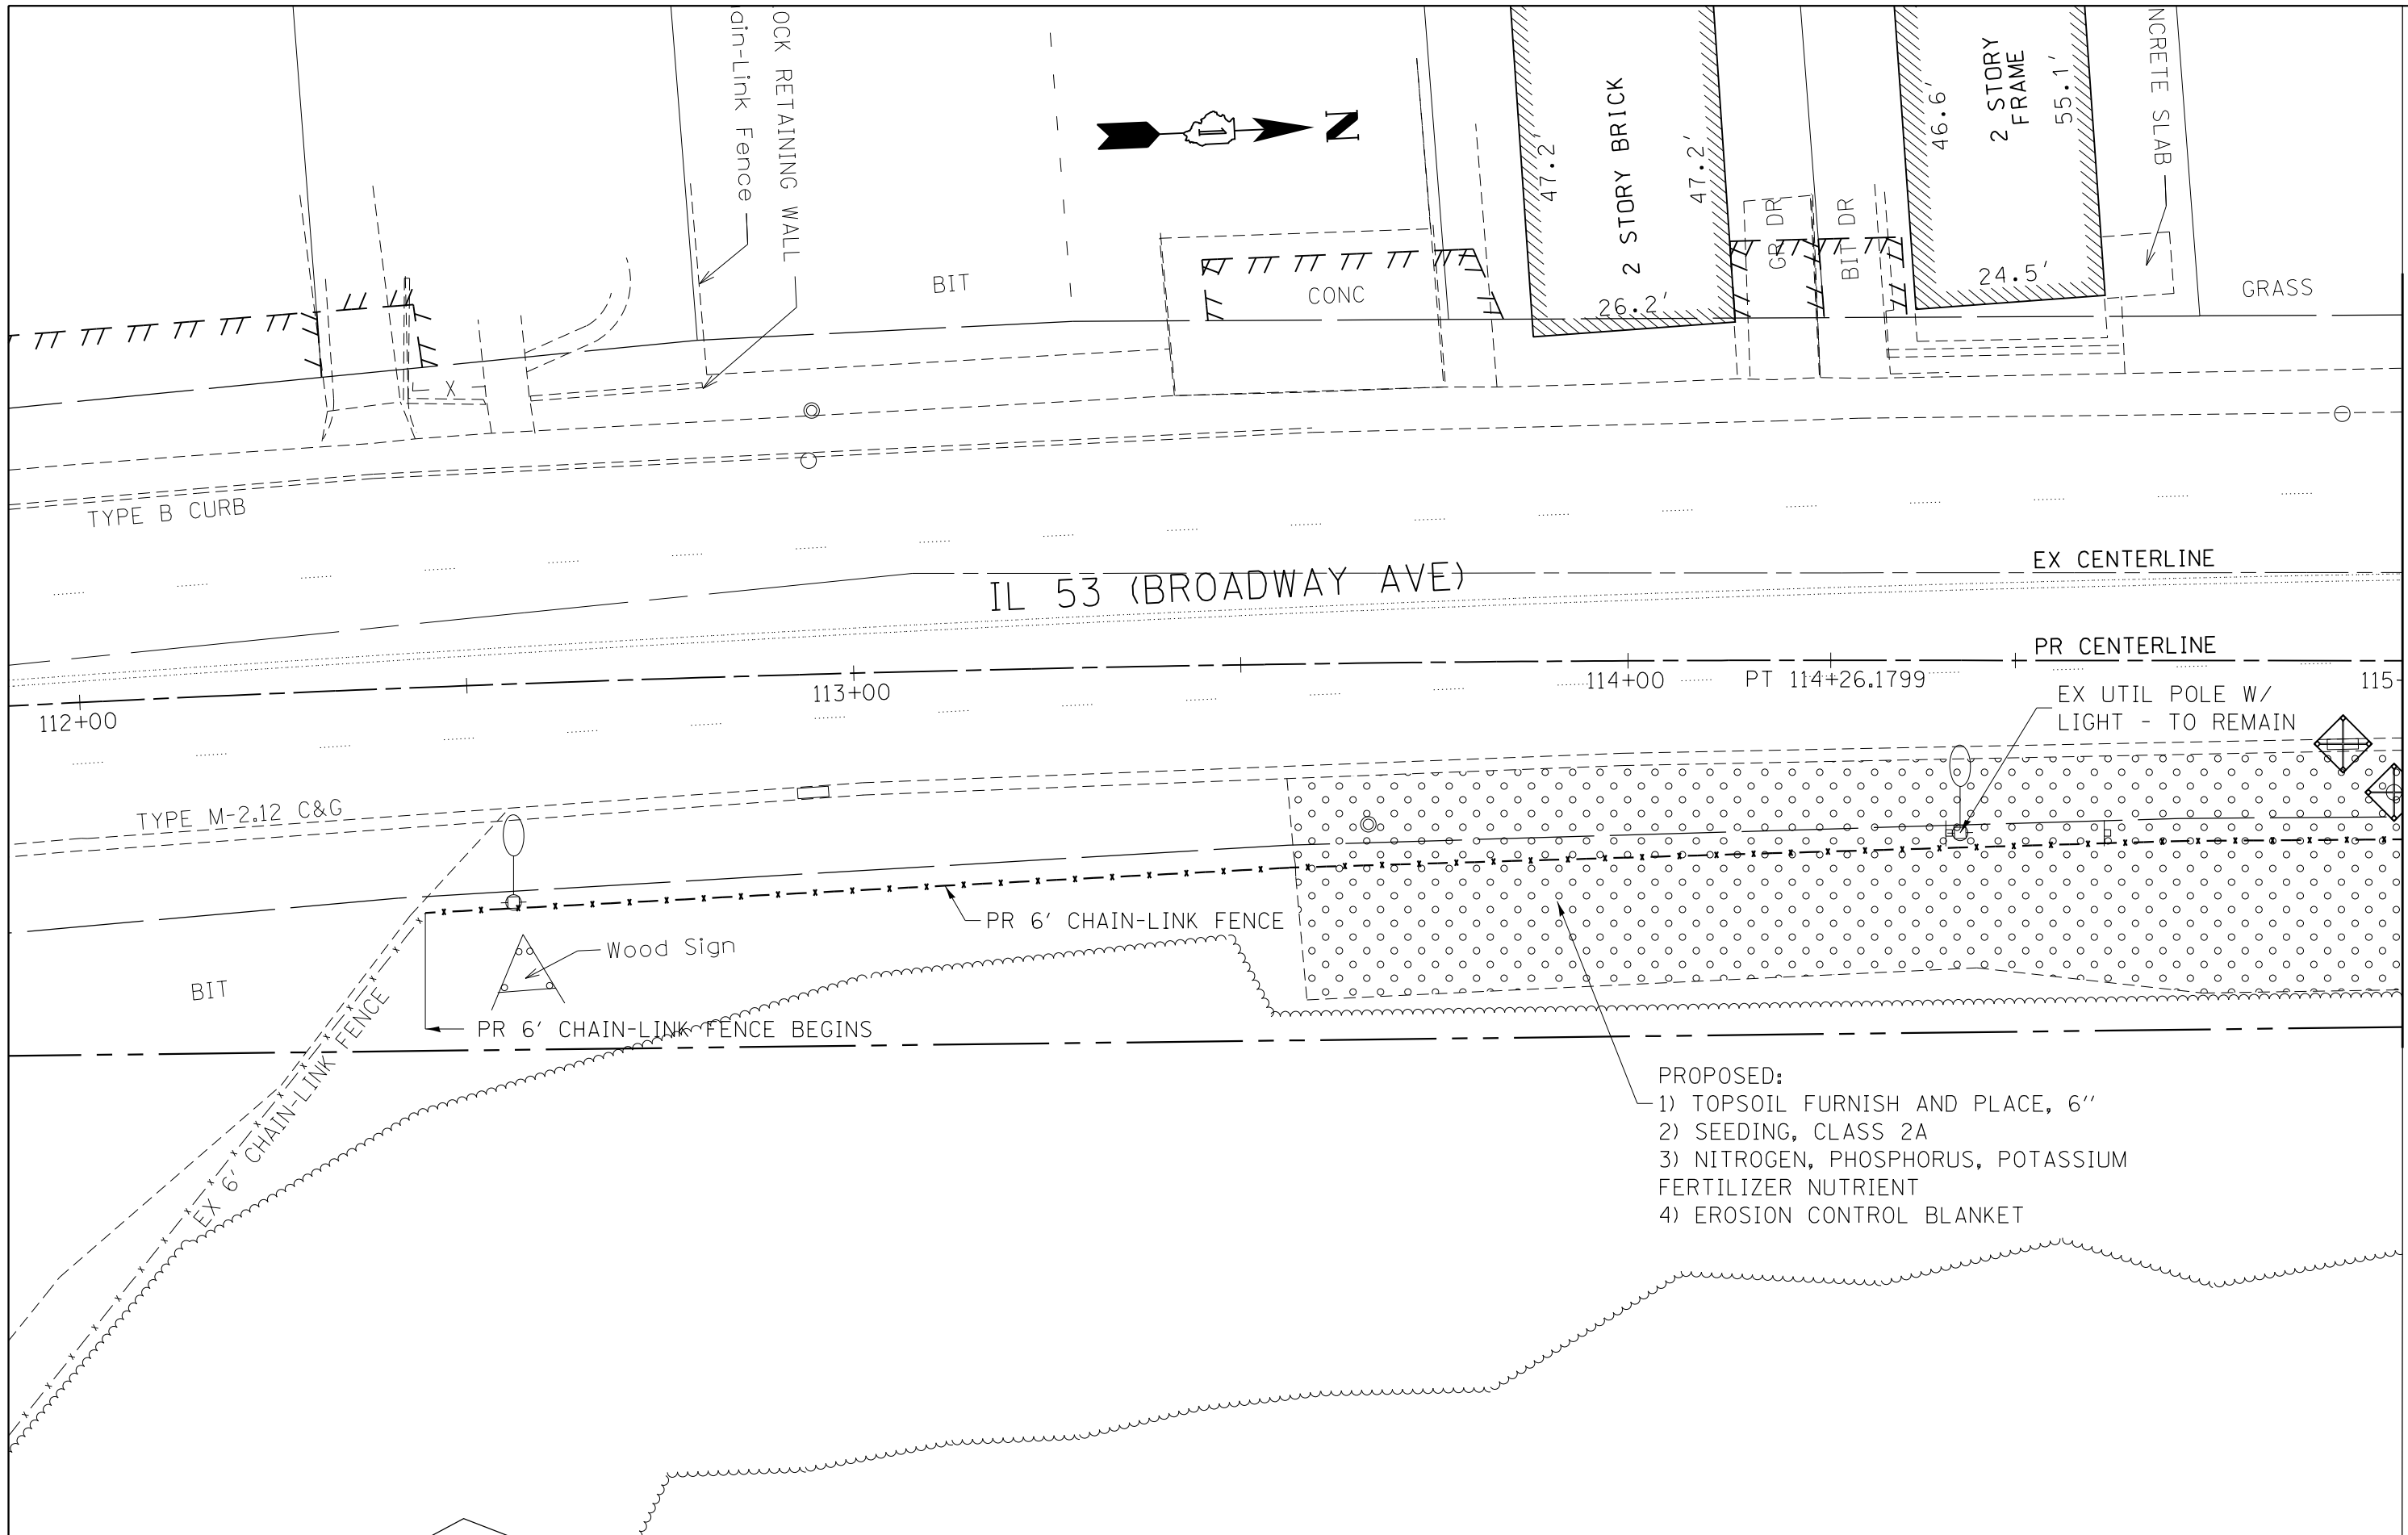 ain-Link Fence
OCK RETAINING WALL
N
47.2'
2 STORY BRICK
47.2'
26.2'
GR DR
BIT DR
46.6'
2 STORY
FRAME
55.1'
24.5'
NCRETE SLAB
BIT
CONC
GRASS
X
TYPE B CURB
EX CENTERLINE
IL 53 (BROADWAY AVE)
PR CENTERLINE
112+00
113+00
114+00
PT 114+26.1799
115
EX UTIL POLE W/
LIGHT - TO REMAIN
TYPE M-2.12 C&G
PR 6' CHAIN-LINK FENCE
Wood Sign
BIT
PR 6' CHAIN-LINK FENCE BEGINS
EX 6' CHAIN-LINK FENCE
PROPOSED:
1) TOPSOIL FURNISH AND PLACE, 6''
2) SEEDING, CLASS 2A
3) NITROGEN, PHOSPHORUS, POTASSIUM
FERTILIZER NUTRIENT
4) EROSION CONTROL BLANKET